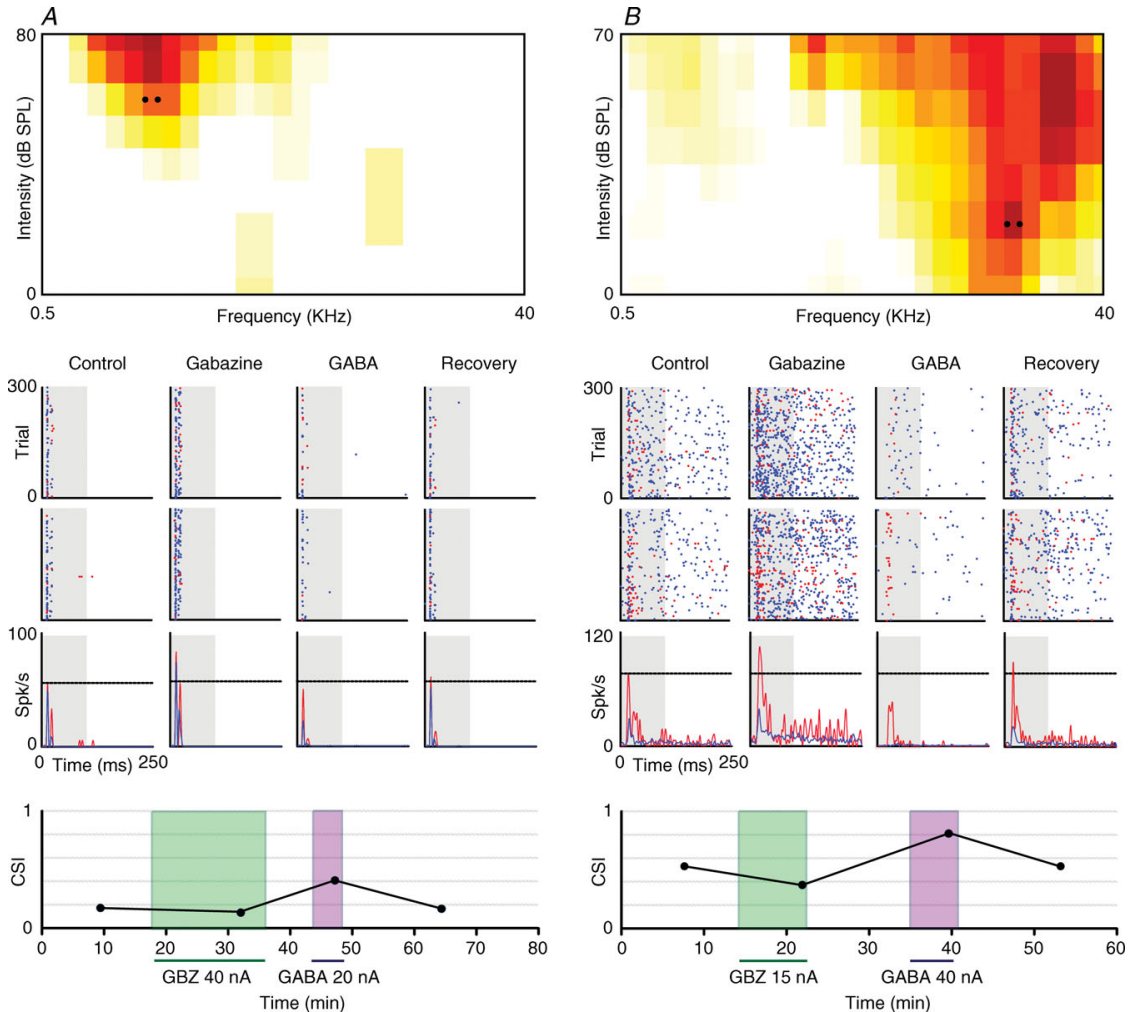 A
80
Intensity (dB SPL)
0
0.5
Frequency (KHz)
40
Control
Gabazine
GABA
Recovery
300
Trial
0
100
Spk/s
0
0
Time (ms)
250
1
CSI
0
0
10
20
30
40
50
60
70
80
GBZ 40 nA
GABA 20 nA
Time (min)
B
70
Intensity (dB SPL)
0
0.5
Frequency (KHz)
40
Control
Gabazine
GABA
Recovery
300
Trial
0
120
Spk/s
0
0
Time (ms)
250
1
CSI
0
0
10
20
30
40
50
60
GBZ 15 nA
GABA 40 nA
Time (min)